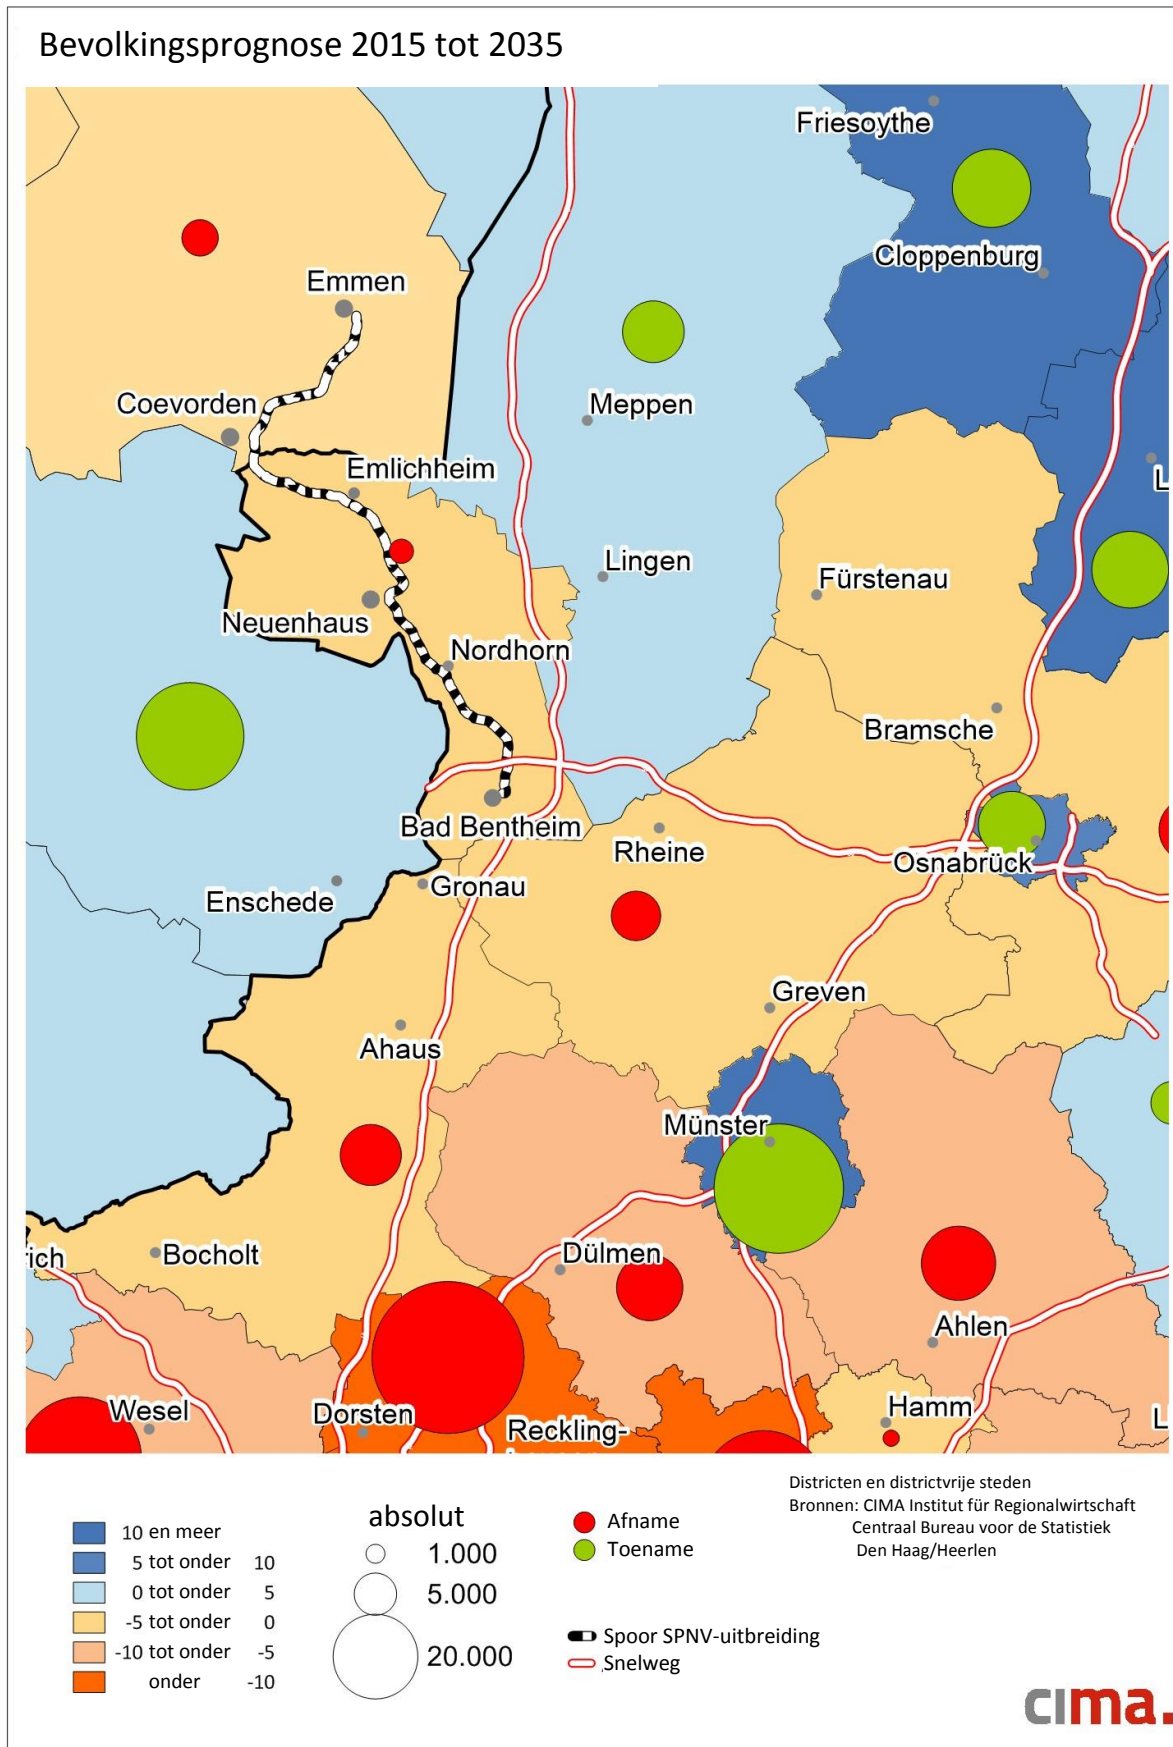 Bevolkingsprognose 2015 tot 2035
Friesoythe
Cloppenburg
Emmen
Coevorden
Meppen
Emlichheim
L
Lingen
Fürstenau
Neuenhaus
Nordhorn
Bramsche
Bad Bentheim
Rheine
Osnabrück
Gronau
Enschede
Greven
Ahaus
Münster
rich
Bocholt
Dülmen
Ahlen
Wesel
Dorsten
Reckling-
Hamm
L
10 en meer
5 tot onder 10
0 tot onder 5
-5 tot onder 0
-10 tot onder -5
onder -10
absolut
1.000
5.000
20.000
Afname
Toename
Spoor SPNV-uitbreiding
Snelweg
Districten en districtvrije steden
Bronnen: CIMA Institut für Regionalwirtschaft
Centraal Bureau voor de Statistiek
Den Haag/Heerlen
cima.